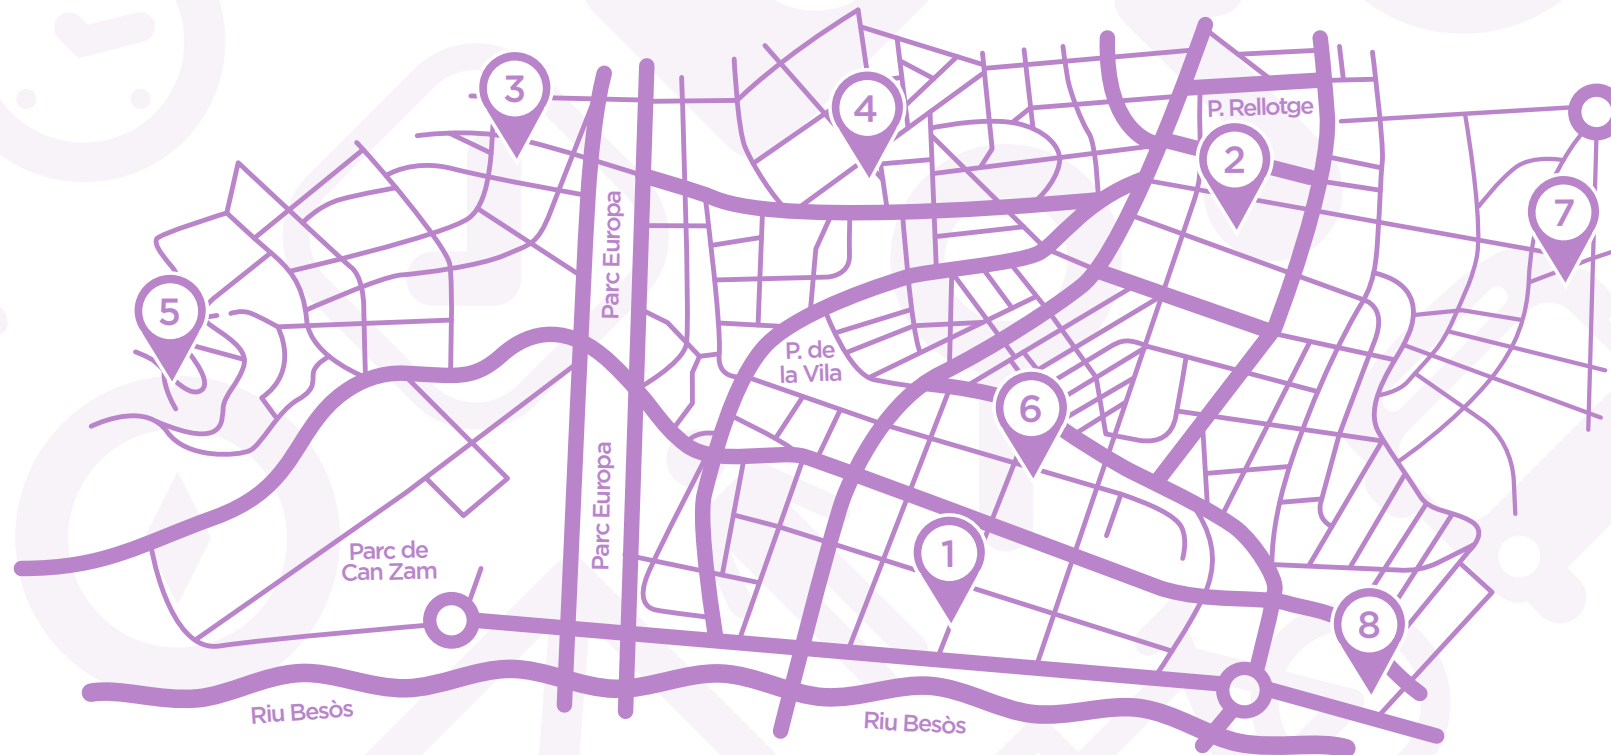 3
4
P. Rellotge
2
7
Parc Europa
5
P. de
la Vila
6
Parc Europa
1
Parc de
Can Zam
8
Riu Besòs
Riu Besòs